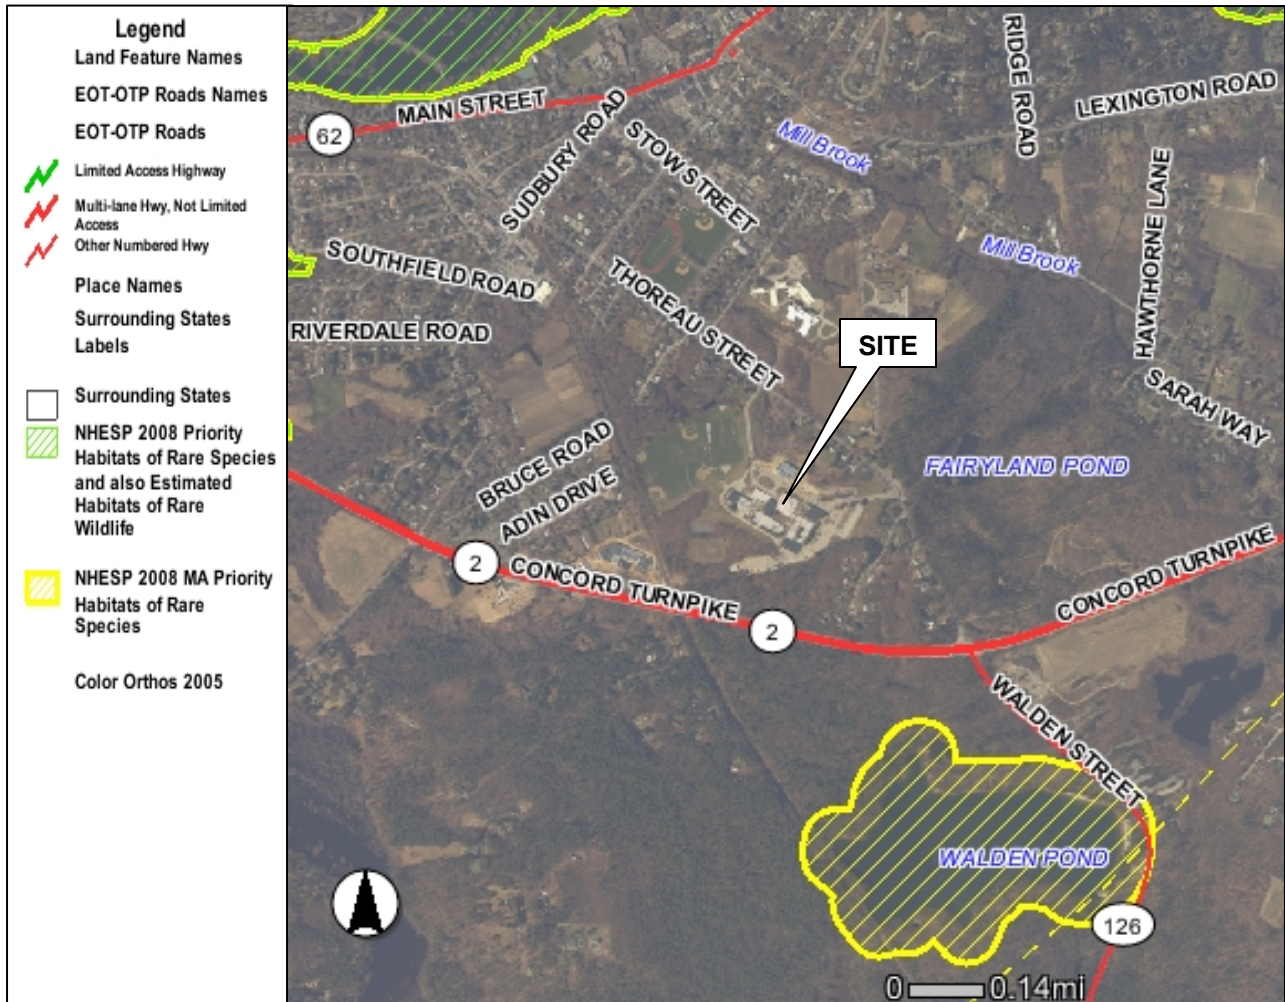 Legend
Land Feature Names
EOT-OTP Roads Names
EOT-OTP Roads
Limited Access Highway
Multi-lane Hwy, Not Limited
Access
Other Numbered Hwy
Place Names
Surrounding States
Labels
Surrounding States
NHESP 2008 Priority
Habitats of Rare Species
and also Estimated
Habitats of Rare
Wildlife
NHESP 2008 MA Priority
Habitats of Rare
Species
Color Orthos 2005
RIDGE ROAD
LEXINGTON ROAD
MAIN STREET
62
SUDBURY ROAD
STOW STREET
Mill Brook
HAWTHORNE LANE
Mill Brook
SOUTHFIELD ROAD
THOREAU STREET
RIVERDALE ROAD
SITE
SARAH WAY
BRUCE ROAD
FAIRYLAND POND
ADIN DRIVE
2
CONCORD TURNPIKE
CONCORD TURNPIKE
2
WALDEN STREET
WALDEN POND
126
0 0.14mi